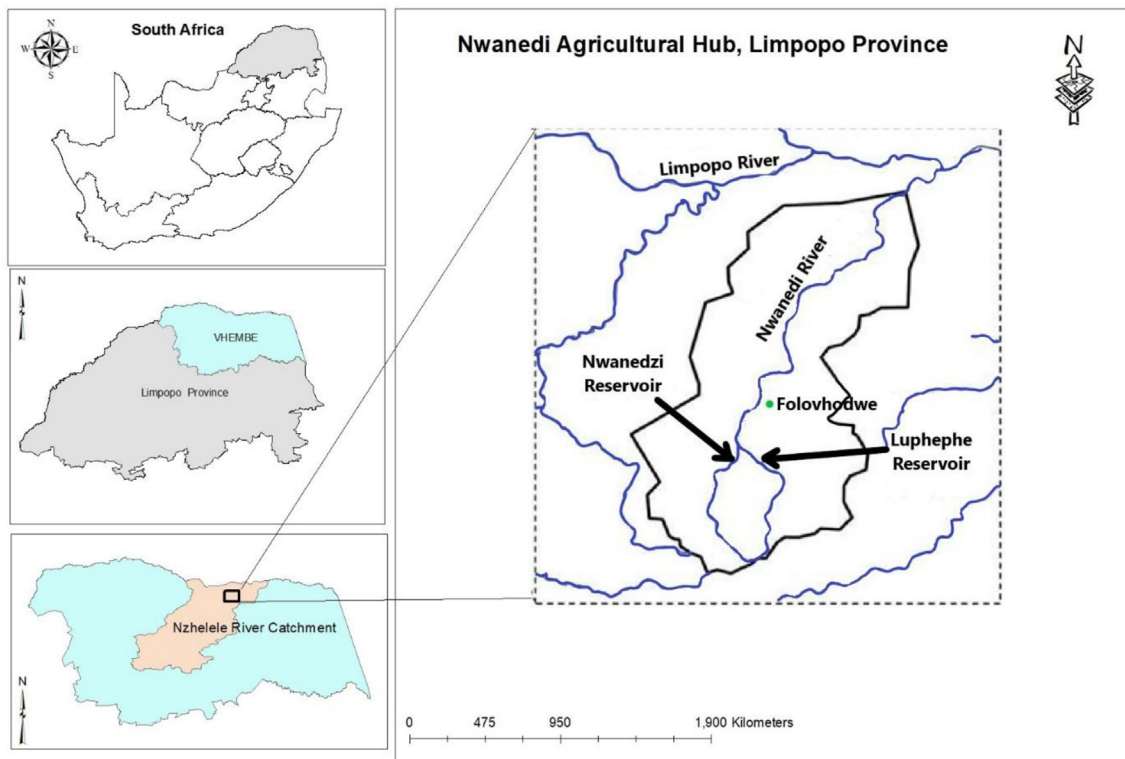 South Africa
N
W E
S
N
VHEMBE
Limpopo Province
Nzhelele River Catchment
N
Nwanedi Agricultural Hub, Limpopo Province
N
Limpopo River
Nwanedi River
Nwanedzi
Reservoir
Folovhodwe
Luphephe
Reservoir
0 475 950 1,900 Kilometers